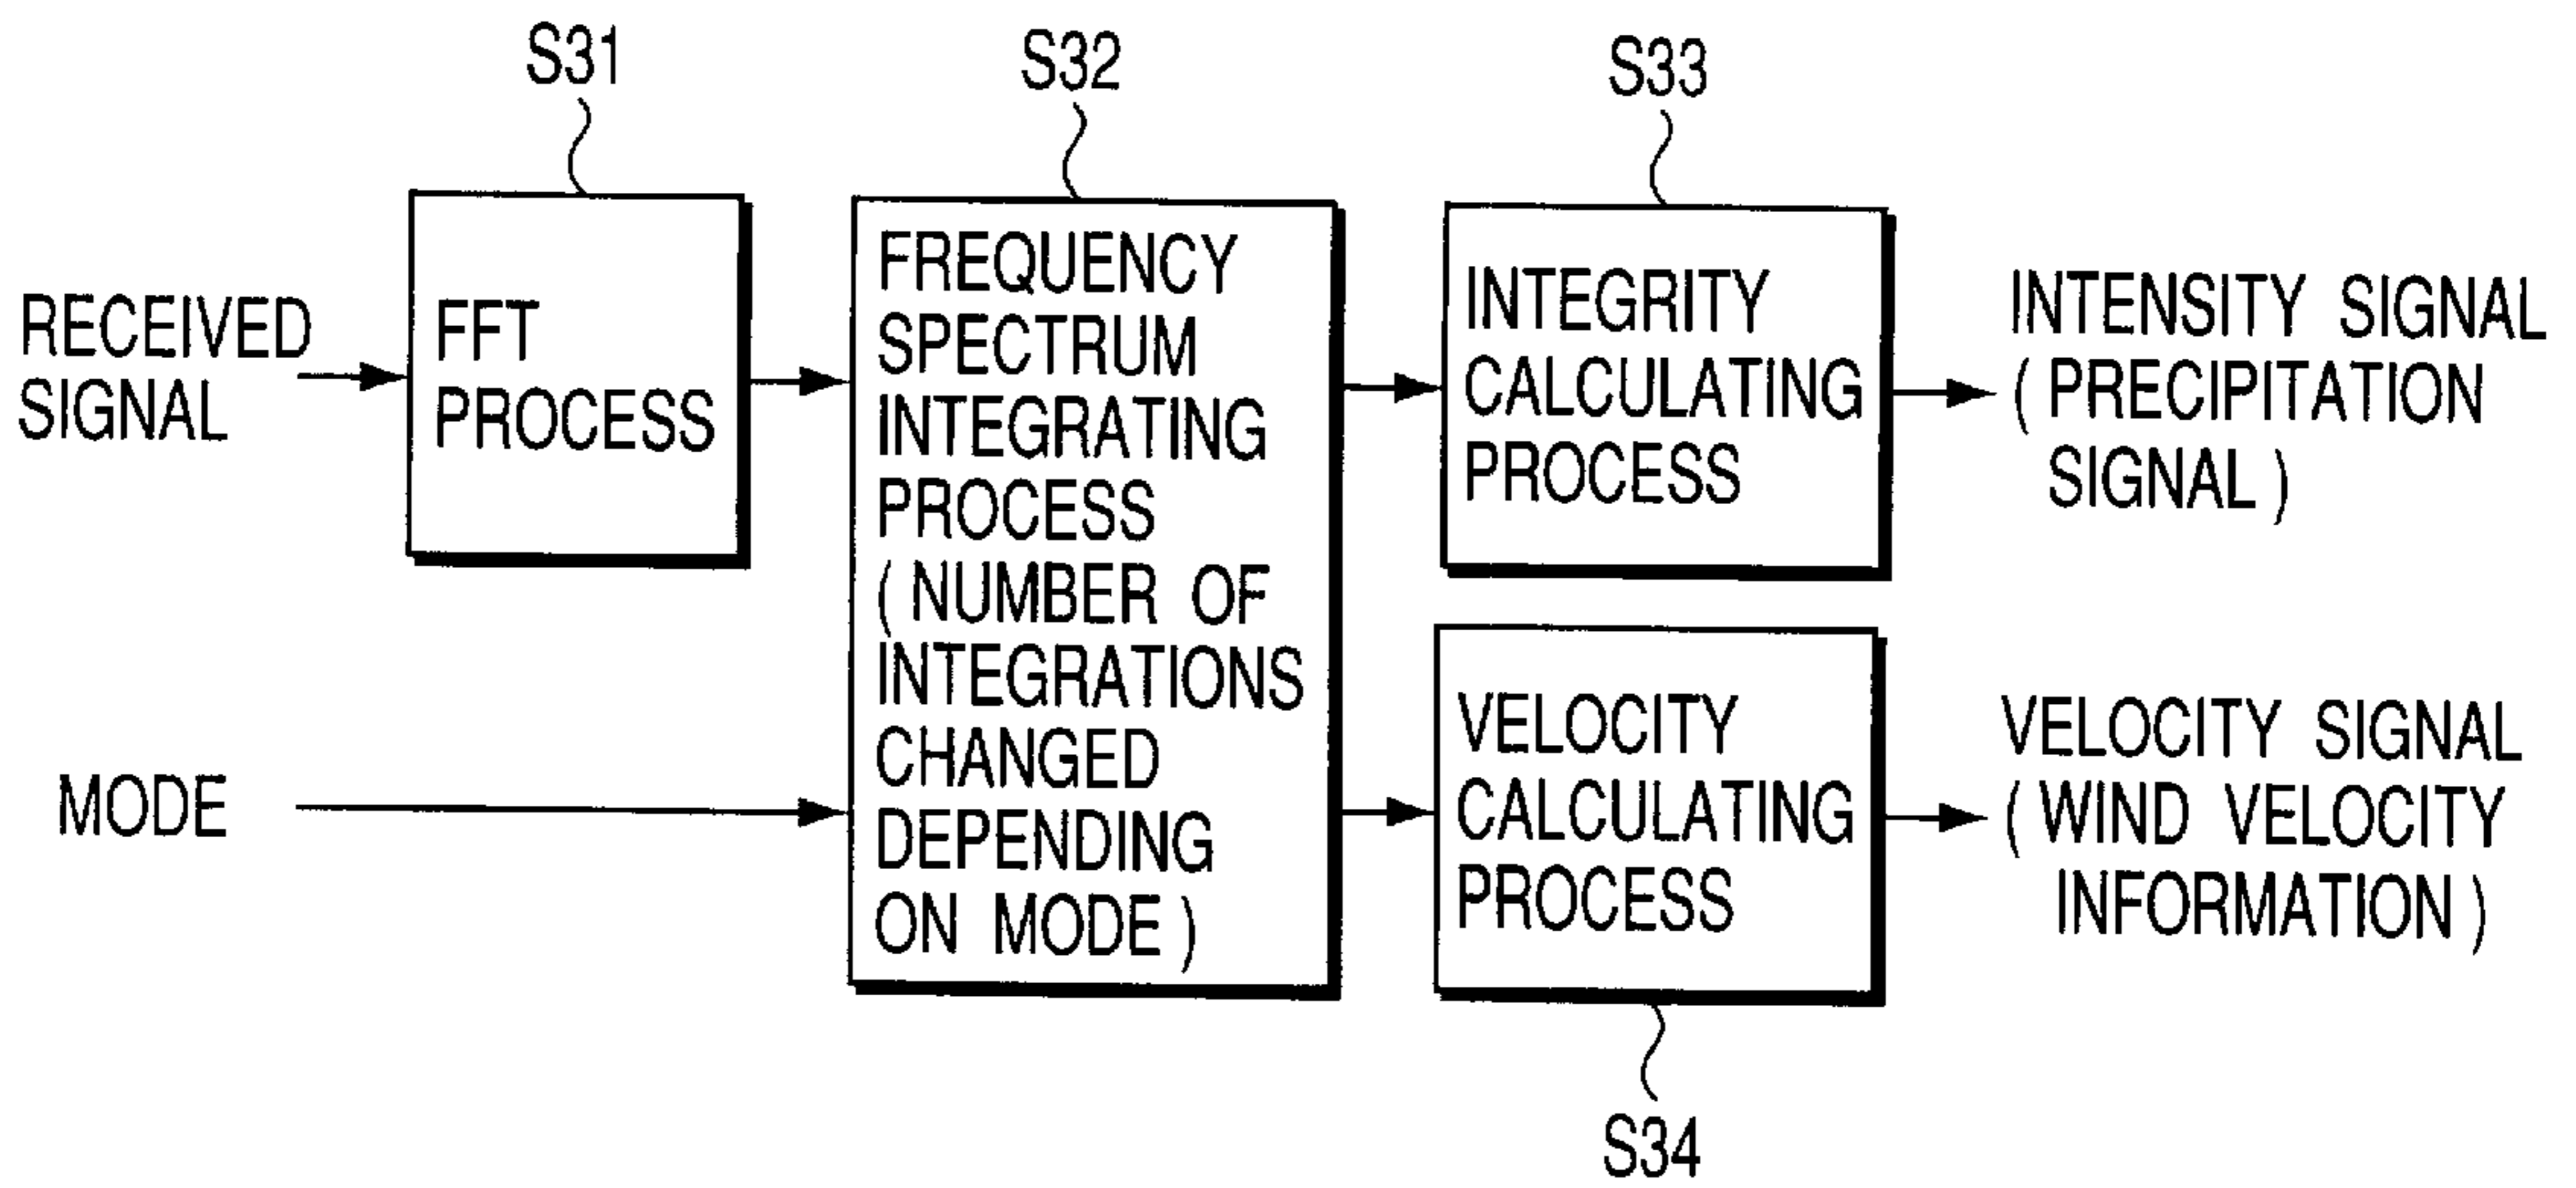 S31
S32
S33
RECEIVED
SIGNAL
FFT
PROCESS
FREQUENCY
SPECTRUM
INTEGRATING
PROCESS
( NUMBER OF
INTEGRATIONS
CHANGED
DEPENDING
ON MODE )
INTEGRITY
CALCULATING
PROCESS
INTENSITY SIGNAL
( PRECIPITATION
SIGNAL )
MODE
VELOCITY
CALCULATING
PROCESS
VELOCITY SIGNAL
( WIND VELOCITY
INFORMATION )
S34